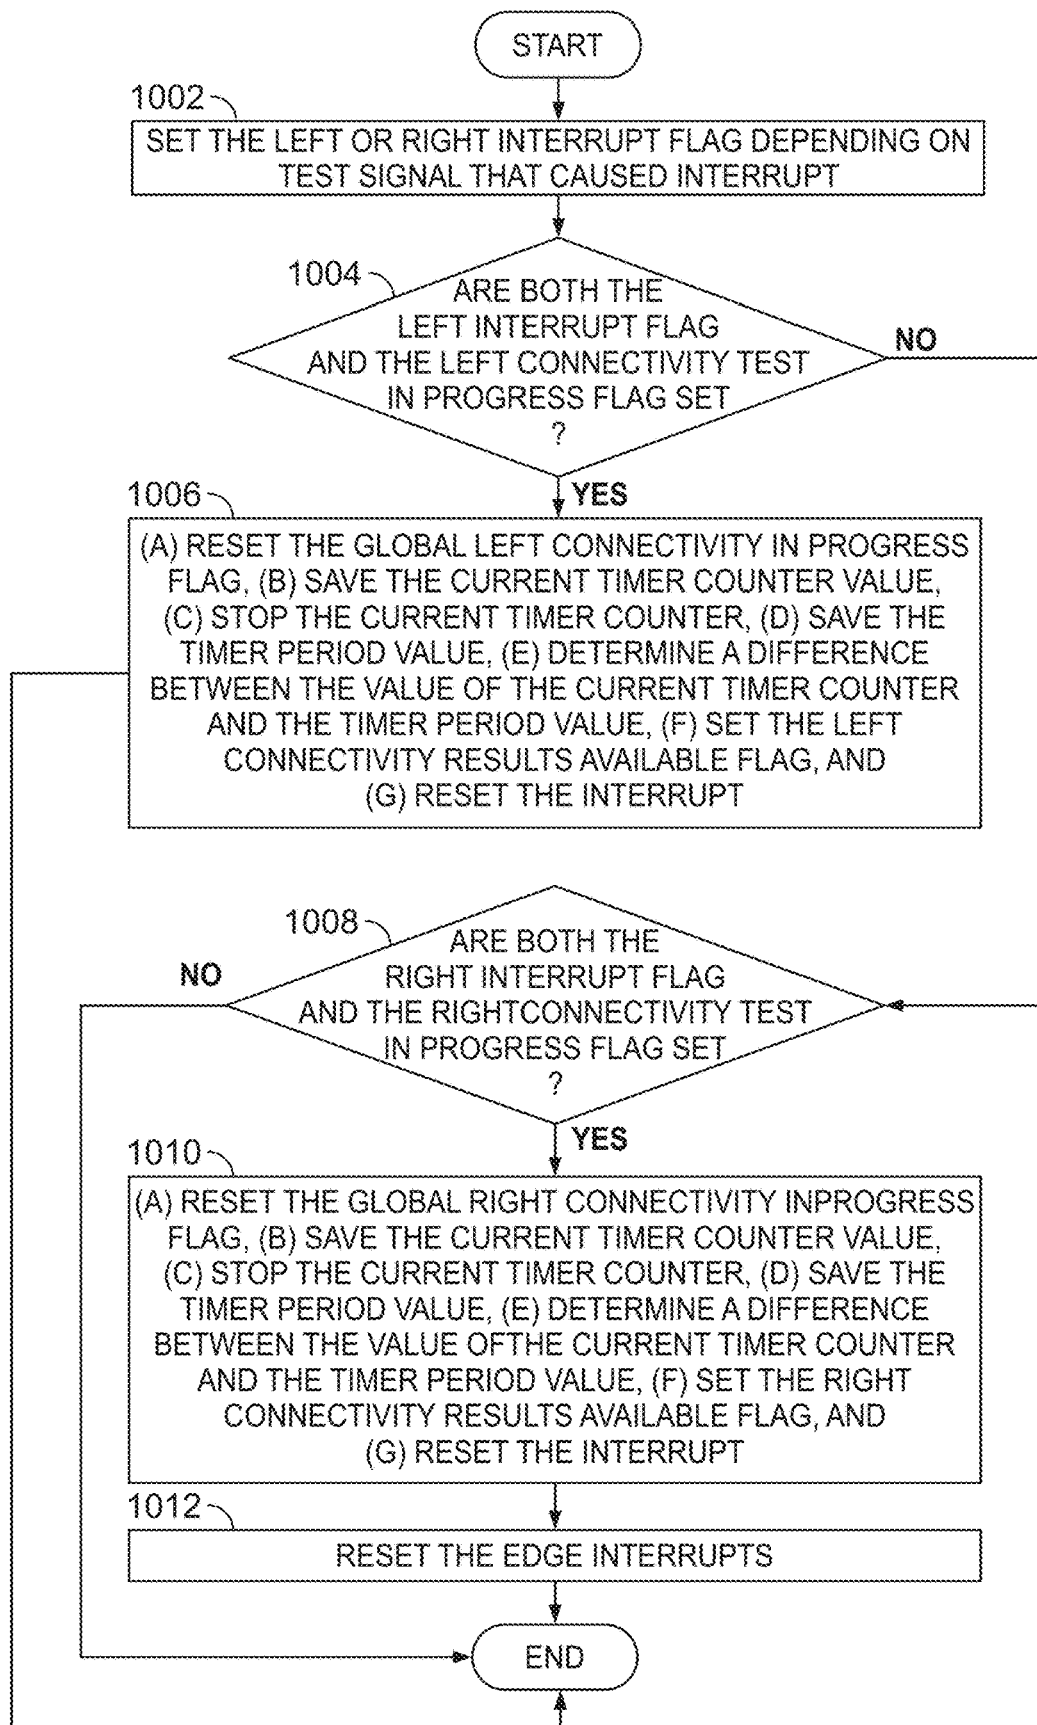 START
1002
SET THE LEFT OR RIGHT INTERRUPT FLAG DEPENDING ON
TEST SIGNAL THAT CAUSED INTERRUPT
1004
ARE BOTH THE
LEFT INTERRUPT FLAG
AND THE LEFT CONNECTIVITY TEST
IN PROGRESS FLAG SET
?
NO
YES
1006
(A) RESET THE GLOBAL LEFT CONNECTIVITY IN PROGRESS
FLAG, (B) SAVE THE CURRENT TIMER COUNTER VALUE,
(C) STOP THE CURRENT TIMER COUNTER, (D) SAVE THE
TIMER PERIOD VALUE, (E) DETERMINE A DIFFERENCE
BETWEEN THE VALUE OF THE CURRENT TIMER COUNTER
AND THE TIMER PERIOD VALUE, (F) SET THE LEFT
CONNECTIVITY RESULTS AVAILABLE FLAG, AND
(G) RESET THE INTERRUPT
1008
ARE BOTH THE
RIGHT INTERRUPT FLAG
AND THE RIGHTCONNECTIVITY TEST
IN PROGRESS FLAG SET
?
NO
YES
1010
(A) RESET THE GLOBAL RIGHT CONNECTIVITY INPROGRESS
FLAG, (B) SAVE THE CURRENT TIMER COUNTER VALUE,
(C) STOP THE CURRENT TIMER COUNTER, (D) SAVE THE
TIMER PERIOD VALUE, (E) DETERMINE A DIFFERENCE
BETWEEN THE VALUE OFTHE CURRENT TIMER COUNTER
AND THE TIMER PERIOD VALUE, (F) SET THE RIGHT
CONNECTIVITY RESULTS AVAILABLE FLAG, AND
(G) RESET THE INTERRUPT
1012
RESET THE EDGE INTERRUPTS
END